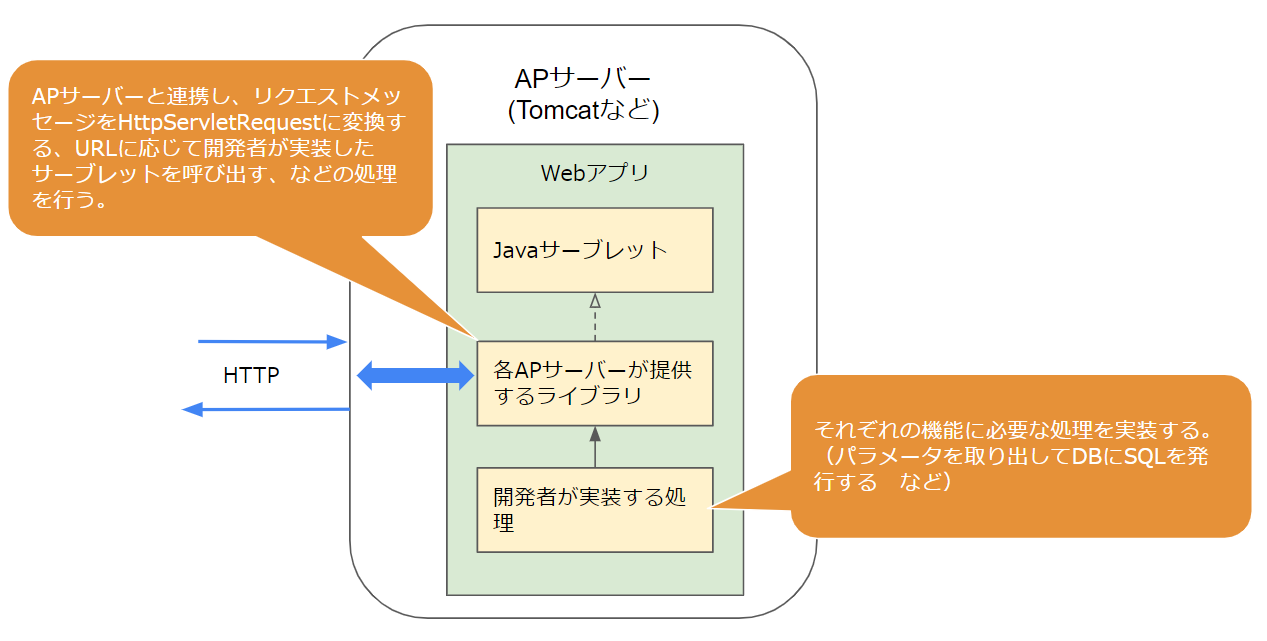 APサーバー
(Tomcatなど)
APサーバーと連携し、リクエストメッ
セージをHttpServletRequestに変換す
る、URLに応じて開発者が実装した
サーブレットを呼び出す、などの処理
を行う。
Webアプリ
Javaサーブレット
HTTP
各APサーバーが提供
するライブラリ
それぞれの機能に必要な処理を実装する。
（パラメータを取り出してDBにSQLを発
行する　など）
開発者が実装する処
理